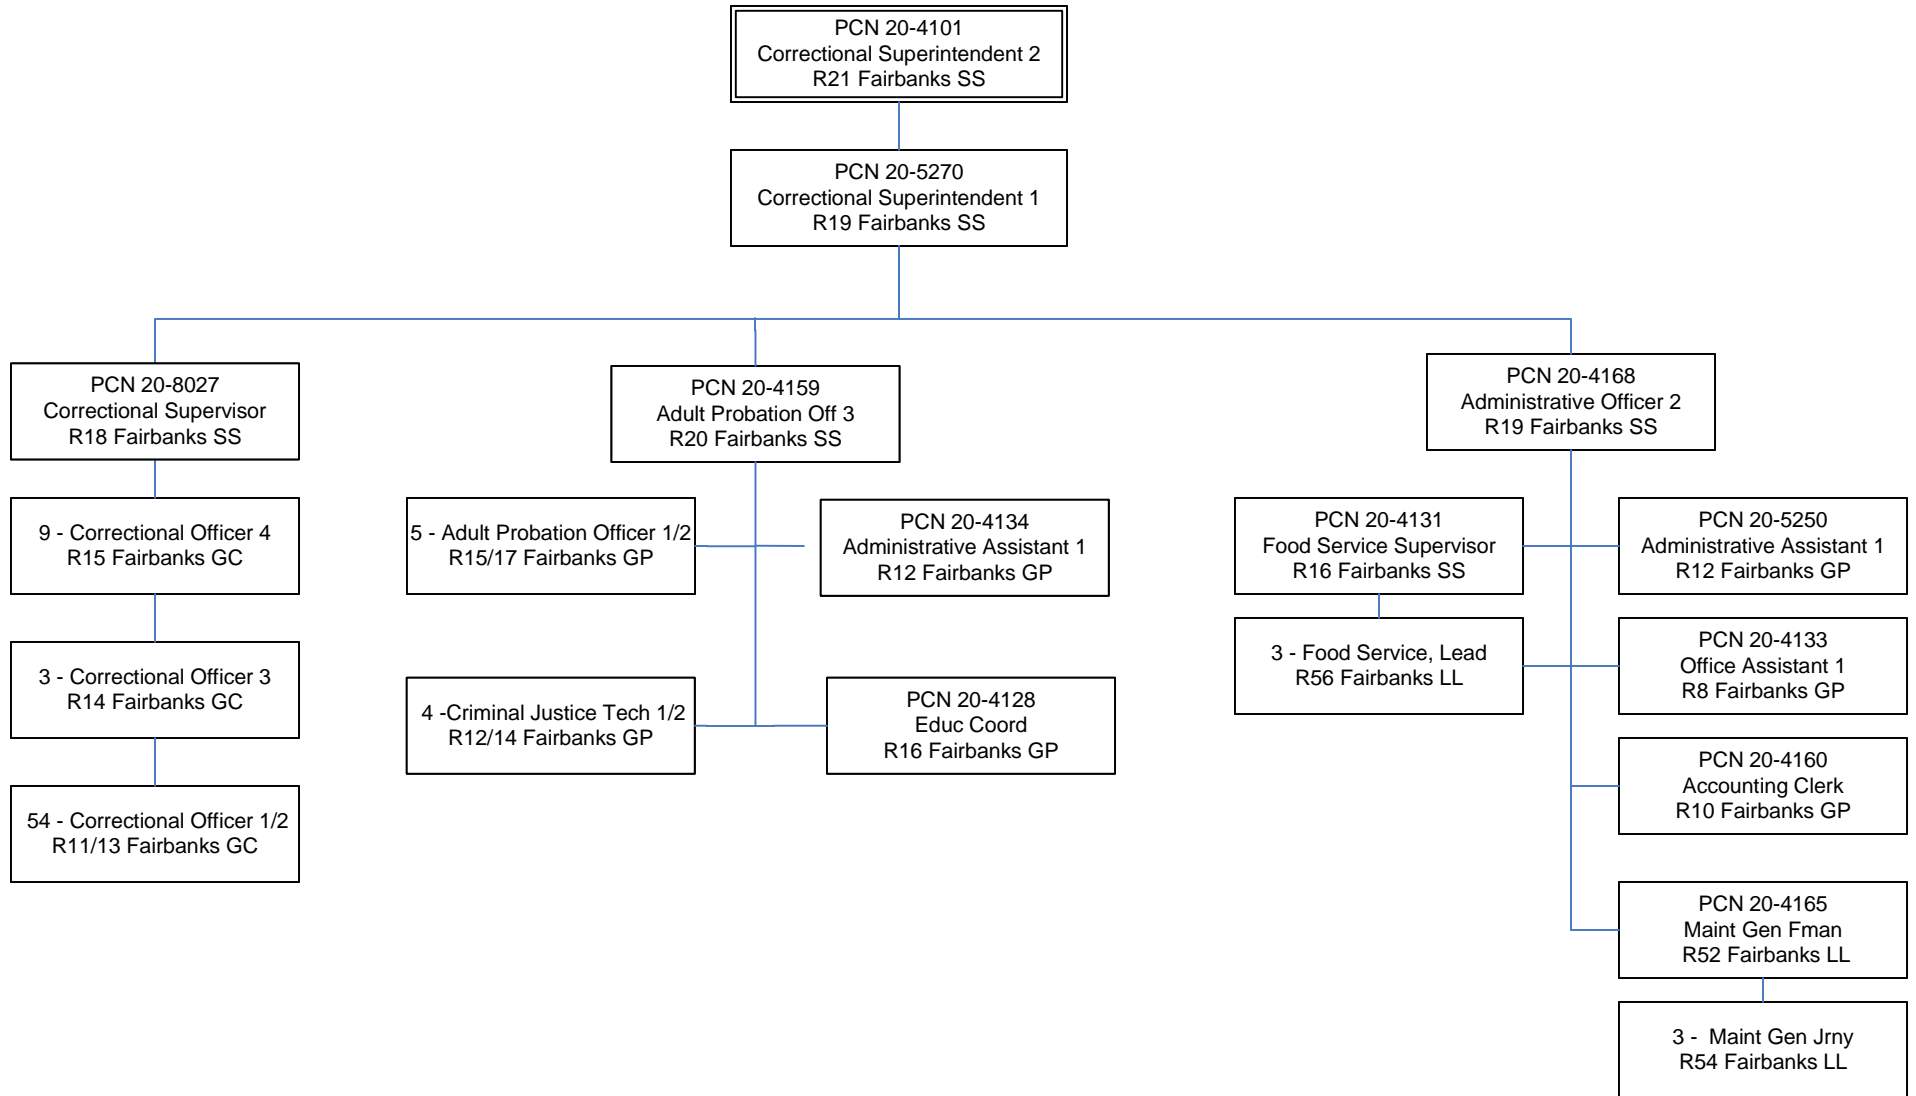 PCN 20-4101
Correctional Superintendent 2
R21 Fairbanks SS
PCN 20-5270
Correctional Superintendent 1
R19 Fairbanks SS
PCN 20-8027
Correctional Supervisor
R18 Fairbanks SS
9 - Correctional Officer 4
R15 Fairbanks GC
3 - Correctional Officer 3
R14 Fairbanks GC
54 - Correctional Officer 1/2
R11/13 Fairbanks GC
PCN 20-4159
Adult Probation Off 3
R20 Fairbanks SS
5 - Adult Probation Officer 1/2
R15/17 Fairbanks GP
PCN 20-4134
Administrative Assistant 1
R12 Fairbanks GP
4 -Criminal Justice Tech 1/2
R12/14 Fairbanks GP
PCN 20-4128
Educ Coord
R16 Fairbanks GP
PCN 20-4168
Administrative Officer 2
R19 Fairbanks SS
PCN 20-4131
Food Service Supervisor
R16 Fairbanks SS
3 - Food Service, Lead
R56 Fairbanks LL
PCN 20-5250
Administrative Assistant 1
R12 Fairbanks GP
PCN 20-4133
Office Assistant 1
R8 Fairbanks GP
PCN 20-4160
Accounting Clerk
R10 Fairbanks GP
PCN 20-4165
Maint Gen Fman
R52 Fairbanks LL
3 -  Maint Gen Jrny
R54 Fairbanks LL